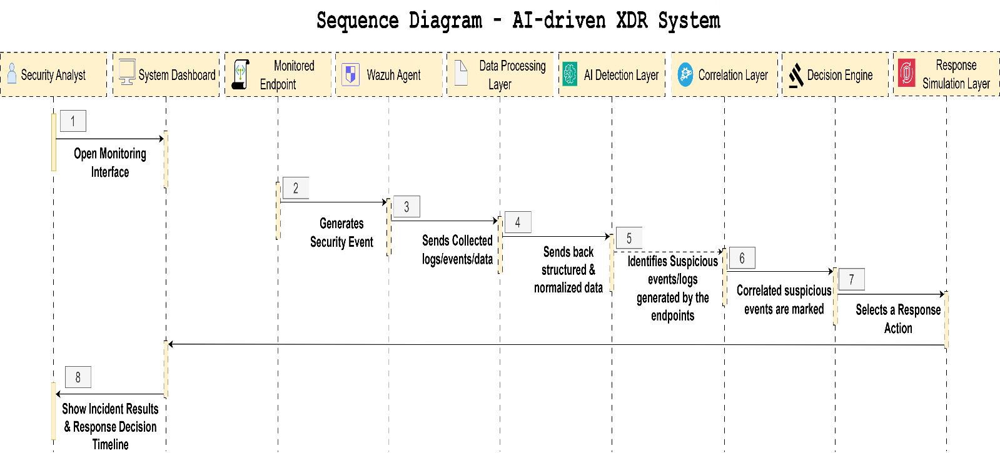 Sequence Diagram - AI-driven XDR System
Security Analyst
System Dashboard
Monitored
Endpoint
Wazuh Agent
Data Processing
Layer
AI Detection Layer
Correlation Layer
Decision Engine
Response
Simulation Layer
1
Open Monitoring
Interface
2
Generates
Security Event
3
Sends Collected
logs/events/data
4
Sends back
structured &
normalized data
5
Identifies Suspicious
events/logs
generated by the
endpoints
6
Correlated suspicious
events are marked
7
Selects a Response
Action
8
Show Incident Results
& Response Decision
Timeline